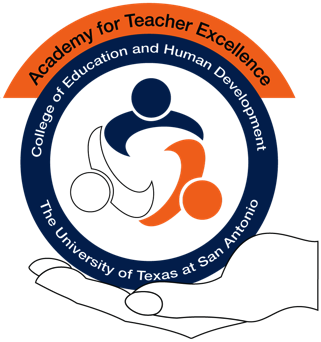 Academy for Teacher Excellence
College of Education and Human Development
The University of Texas at San Antonio